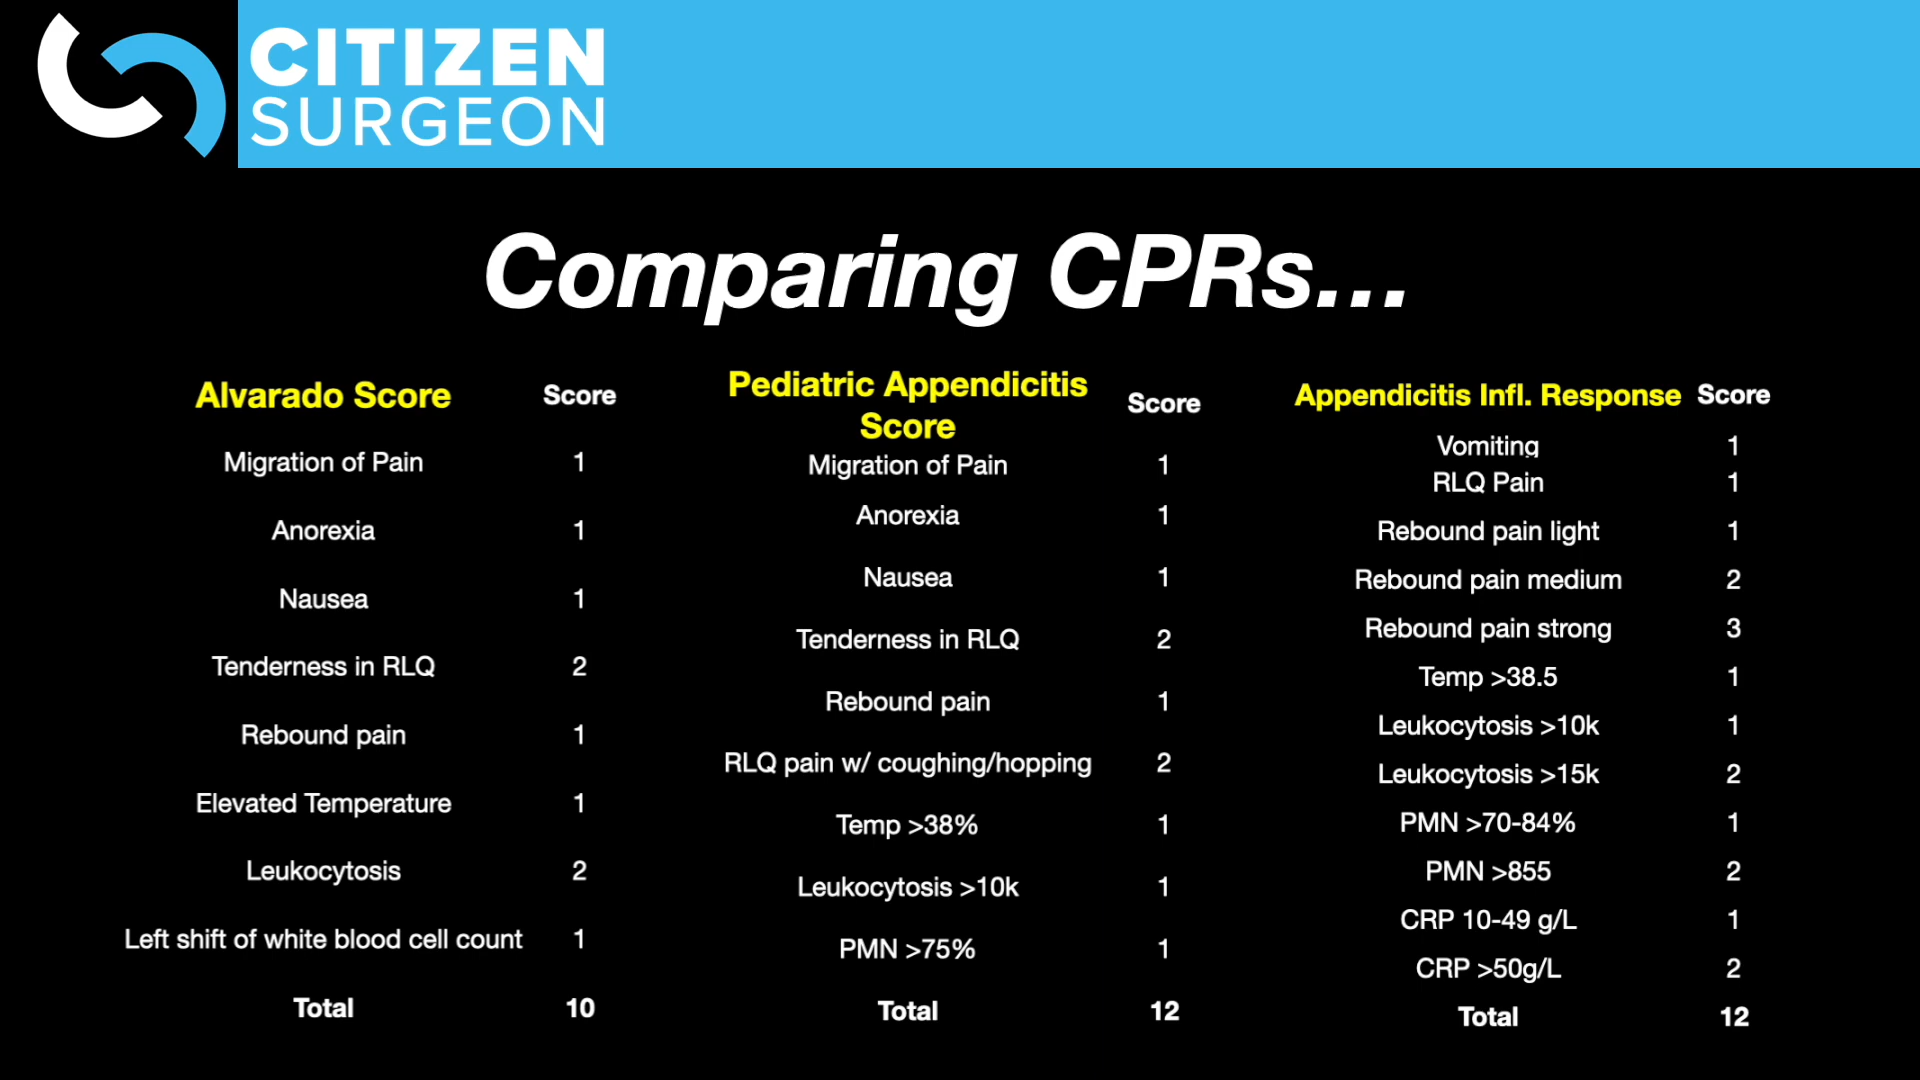 CITIZEN
SURGEON
Comparing CPRs...
Alvarado Score Score
Migration of Pain 1
Anorexia 1
Nausea 1
Tenderness in RLQ 2
Rebound pain 1
Elevated Temperature 1
Leukocytosis 2
Left shift of white blood cell count 1
Total 10
Pediatric Appendicitis
Score Score
Migration of Pain 1
Anorexia 1
Nausea 1
Tenderness in RLQ 2
Rebound pain 1
RLQ pain w/ coughing/hopping 2
Temp >38% 1
Leukocytosis >10k 1
PMN >75% 1
Total 12
Appendicitis Infl. Response Score
Vomiting 1
RLQ Pain 1
Rebound pain light 1
Rebound pain medium 2
Rebound pain strong 3
Temp >38.5 1
Leukocytosis >10k 1
Leukocytosis >15k 2
PMN >70-84% 1
PMN >855 2
CRP 10-49 g/L 1
CRP >50g/L 2
Total 12